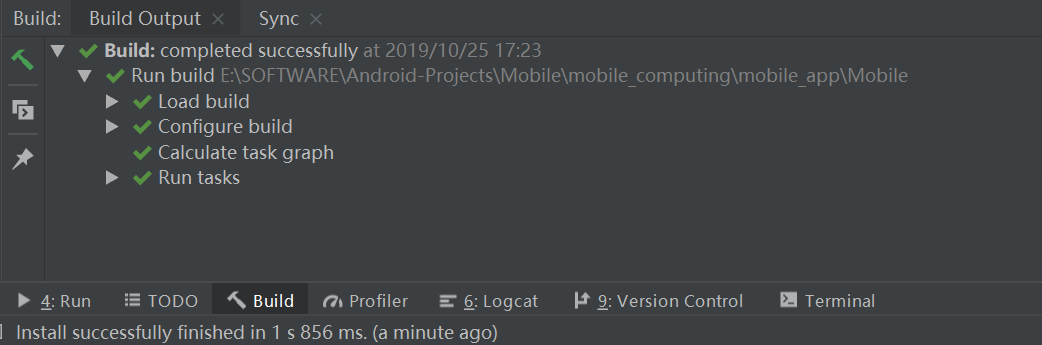 Build: Build Output Sync
Build: completed successfully at 2019/10/25 17:23
Run build E:\SOFTWARE\Android-Projects\Mobile\mobile_computing\mobile_app\Mobile
Load build
Configure build
Calculate task graph
Run tasks
4: Run TODO Build Profiler 6: Logcat 9: Version Control Terminal
Install successfully finished in 1 s 856 ms. (a minute ago)